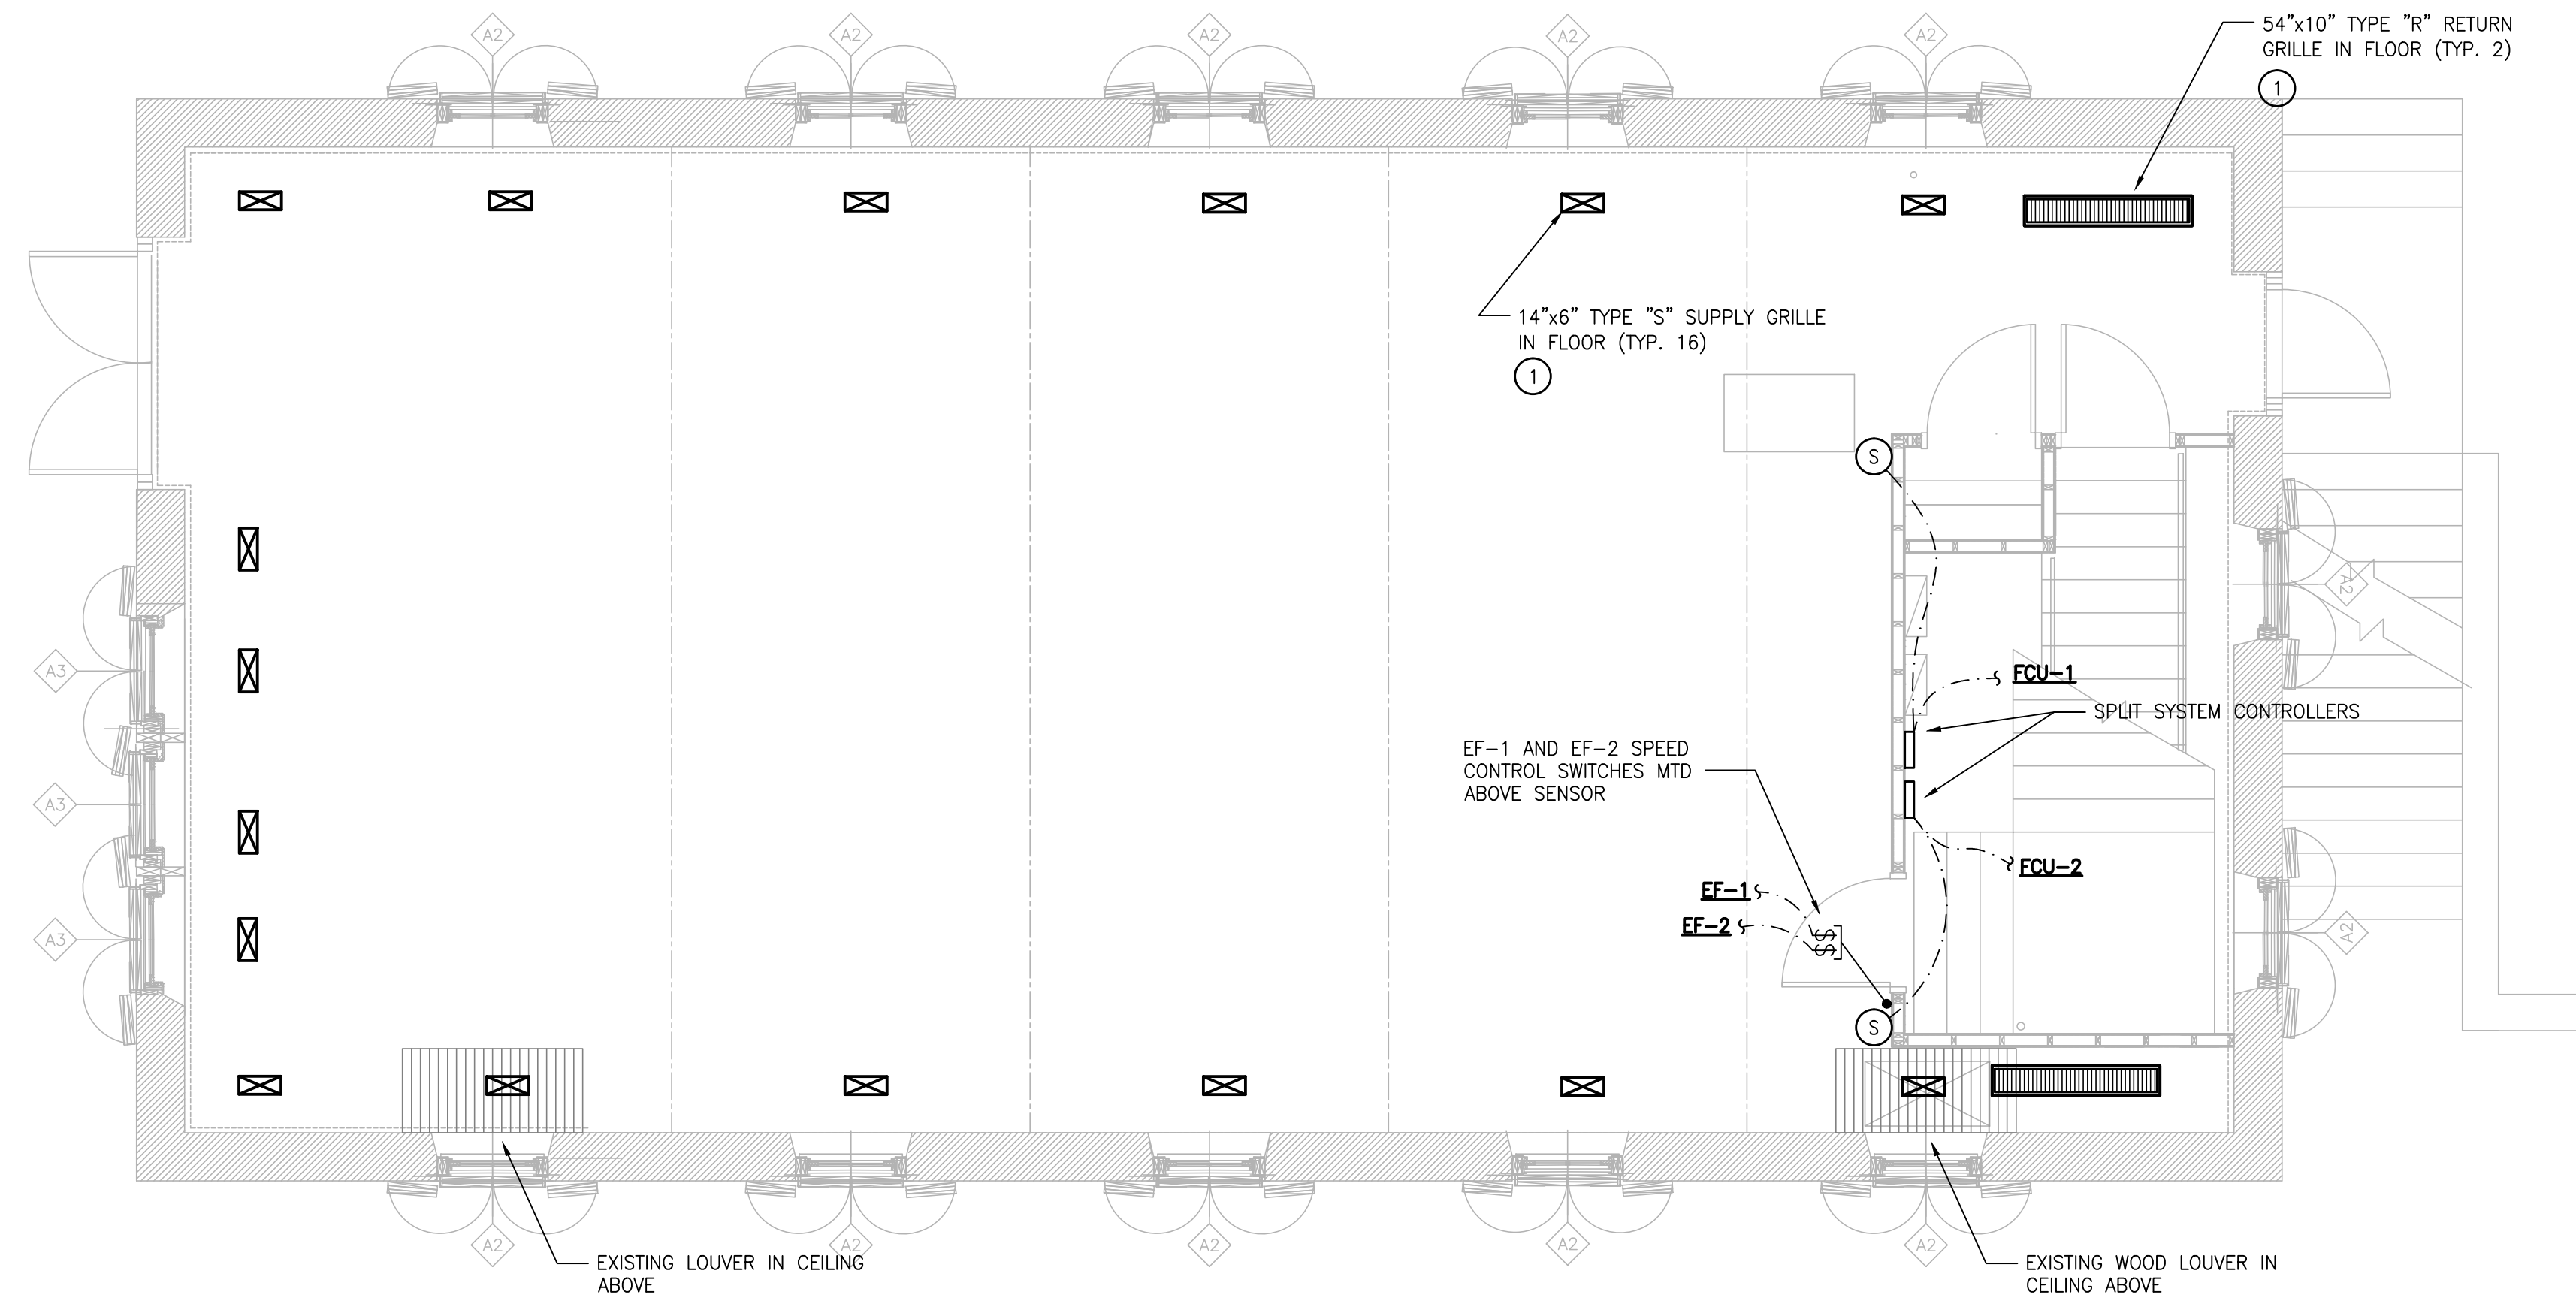 A2
A2
A2
A2
A2
54"x10" TYPE "R" RETURN
GRILLE IN FLOOR (TYP. 2)
1
14"x6" TYPE "S" SUPPLY GRILLE
IN FLOOR (TYP. 16)
1
S
A2
A3
FCU-1
SPLIT SYSTEM CONTROLLERS
EF-1 AND EF-2 SPEED
CONTROL SWITCHES MTD
ABOVE SENSOR
A3
FCU-2
EF-1
EF-2
$$
A3
A2
S
A2
A2
A2
A2
A2
EXISTING LOUVER IN CEILING
ABOVE
EXISTING WOOD LOUVER IN
CEILING ABOVE